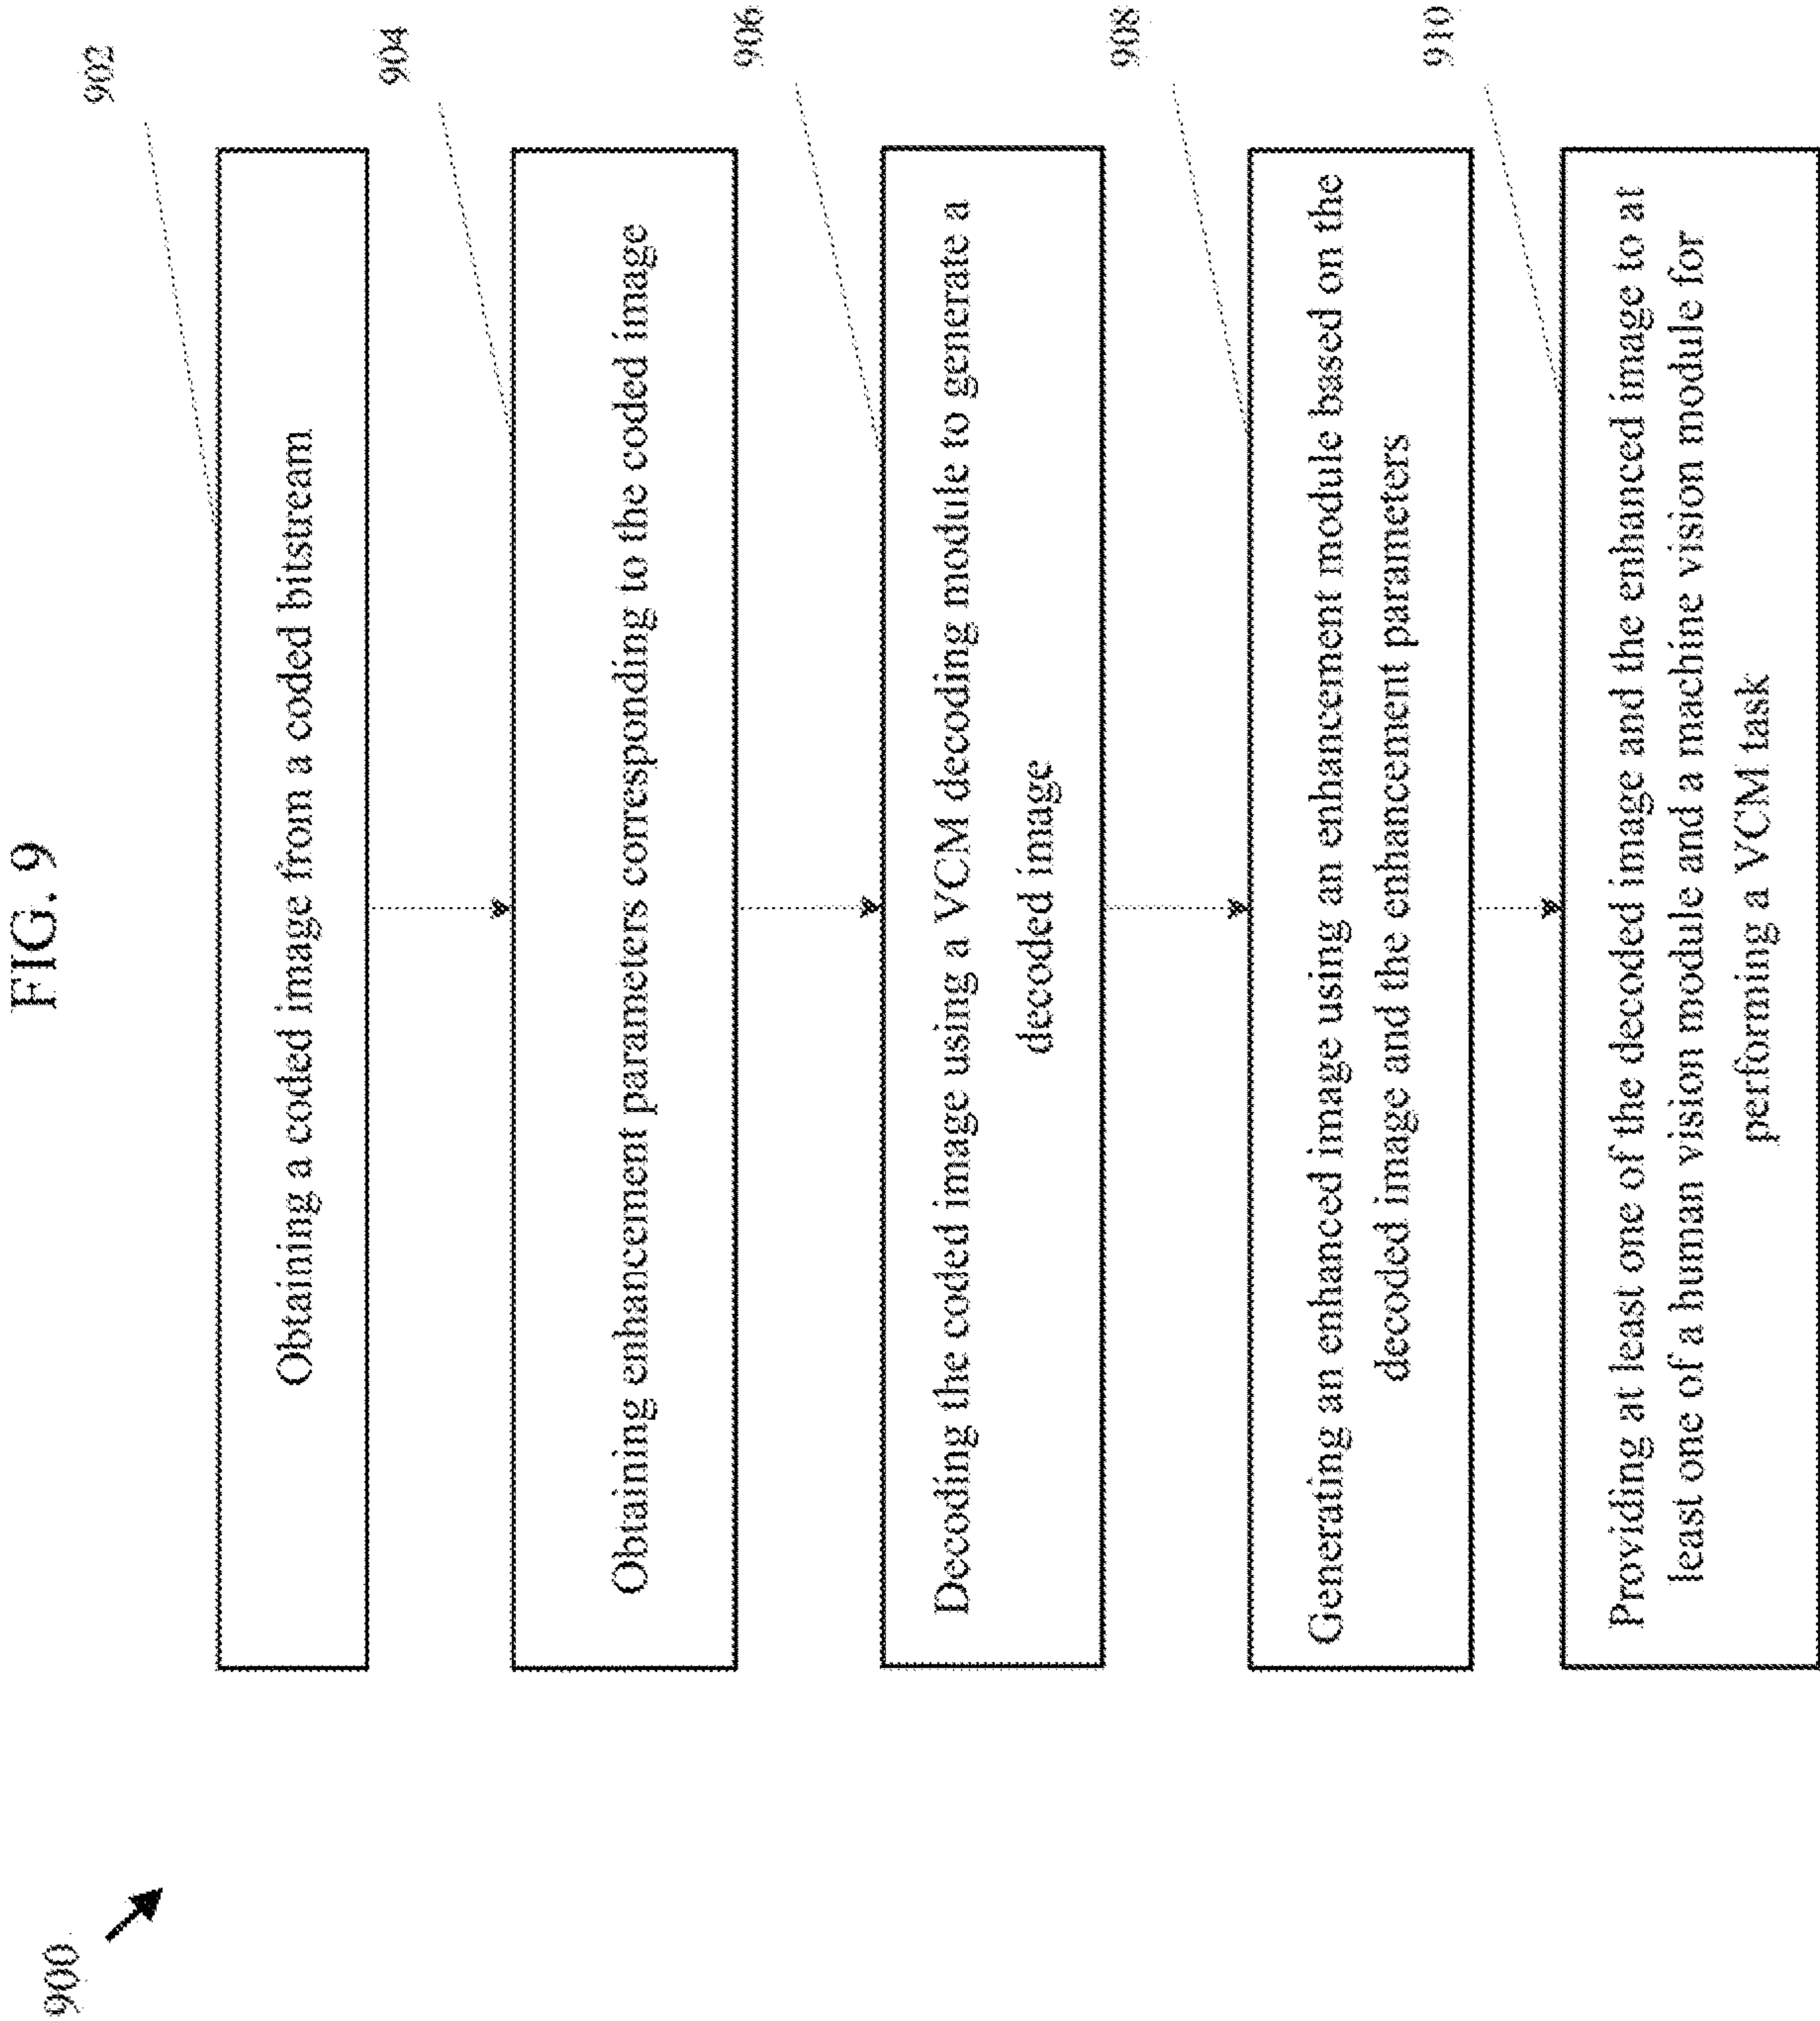 FIG. 9
900
902
Obtaining a coded image from a coded bitstream
904
Obtaining enhancement parameters corresponding to the coded image
906
Decoding the coded image using a VCM decoding module to generate a
decoded image
908
Generating an enhanced image using an enhancement module based on the
decoded image and the enhancement parameters
910
Providing at least one of the decoded image and the enhanced image to at
least one of a human vision module and a machine vision module for
performing a VCM task